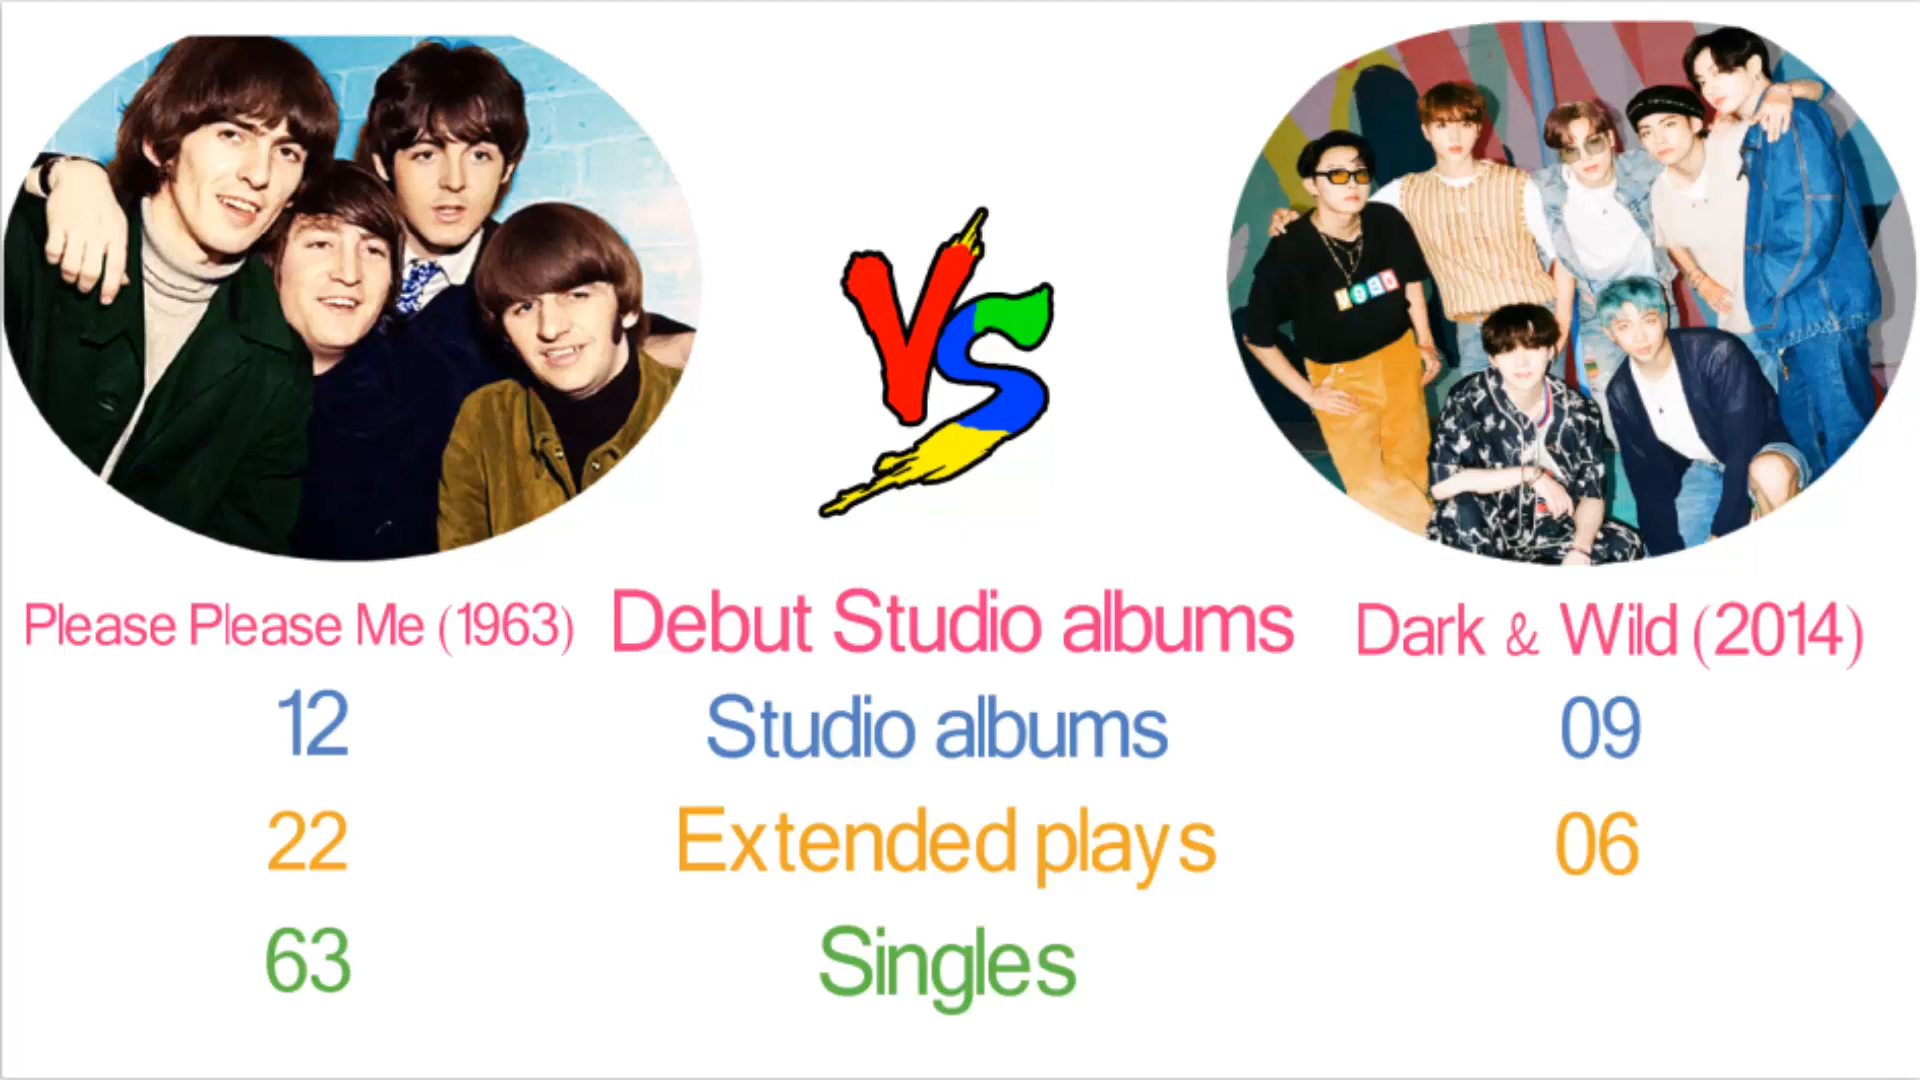 VS
Please Please Me (1963) Debut Studio albums Dark & Wild (2014)
12 Studio albums 09
22 Extended plays 06
63 Singles